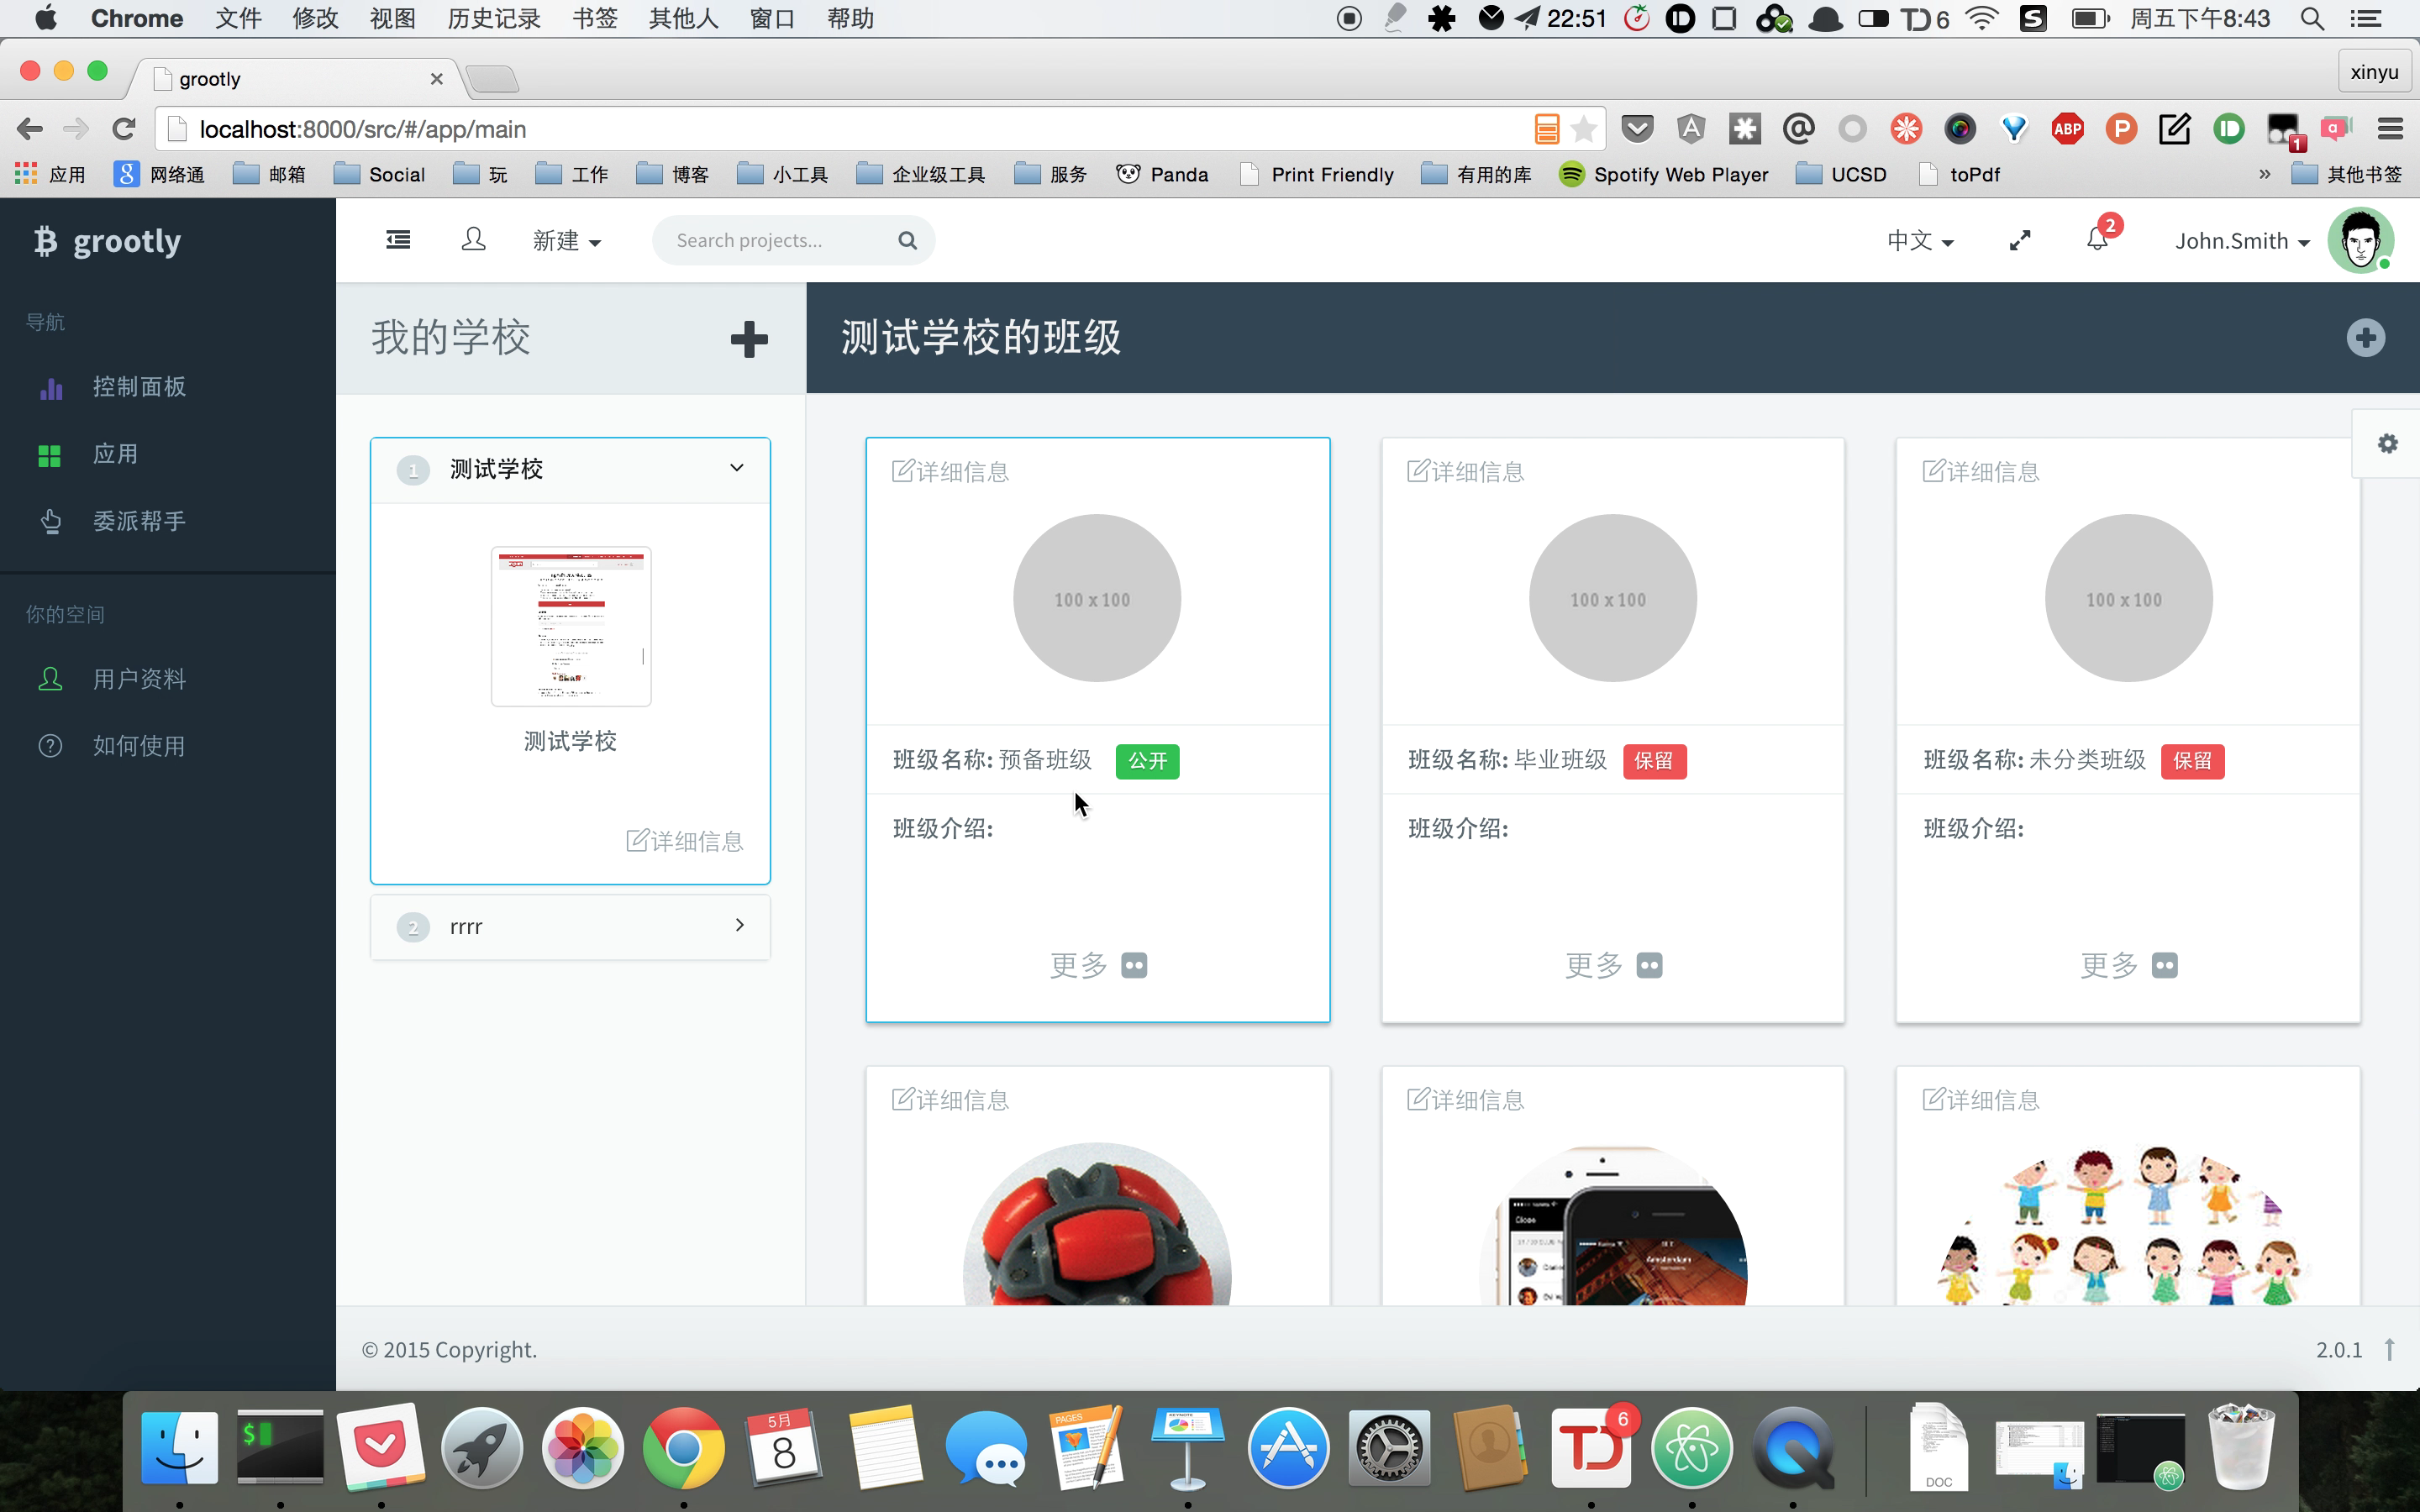 Chrome 文件 修改 视图 历史记录 书签 其他人 窗口 帮助 22:51 6 周五下午8:43
grootly
xinyu
localhost:8000/src/#/app/main
ABP P 1
应用 网络通 邮箱 Social 玩 工作 博客 小工具 企业级工具 服务 Panda Print Friendly 有用的库 Spotify Web Player UCSD toPdf » 其他书签
grootly
新建 Search projects... 中文 2 John.Smith
导航
控制面板
应用
委派帮手
你的空间
用户资料
如何使用
我的学校
测试学校的班级
1 测试学校
测试学校
详细信息
2 rrrr
详细信息 详细信息 详细信息
100 x 100 100 x 100 100 x 100
班级名称: 预备班级 公开 班级名称: 毕业班级 保留 班级名称: 未分类班级 保留
班级介绍: 班级介绍: 班级介绍:
更多 更多 更多
详细信息 详细信息 详细信息
Close
Amsterdam
© 2015 Copyright. 2.0.1
5月
8
PAGES
KEYNOTE
6
DOC